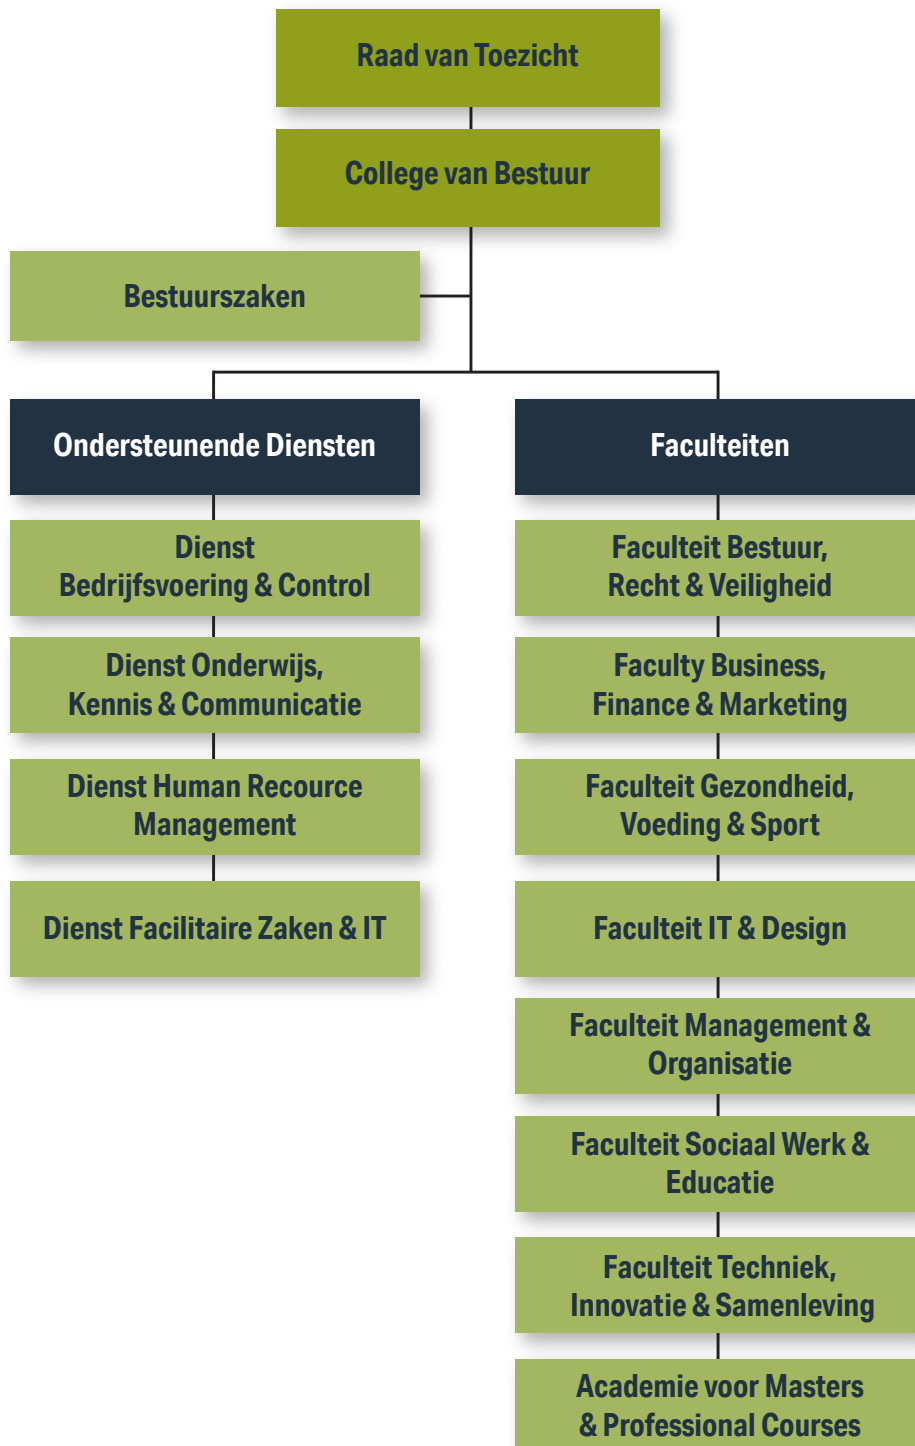 Raad van Toezicht
College van Bestuur
Bestuurszaken
Ondersteunende Diensten
Dienst
Bedrijfsvoering & Control
Dienst Onderwijs,
Kennis & Communicatie
Dienst Human Recource
Management
Dienst Facilitaire Zaken & IT
Faculteiten
Faculteit Bestuur,
Recht & Veiligheid
Faculty Business,
Finance & Marketing
Faculteit Gezondheid,
Voeding & Sport
Faculteit IT & Design
Faculteit Management &
Organisatie
Faculteit Sociaal Werk &
Educatie
Faculteit Techniek,
Innovatie & Samenleving
Academie voor Masters
& Professional Courses